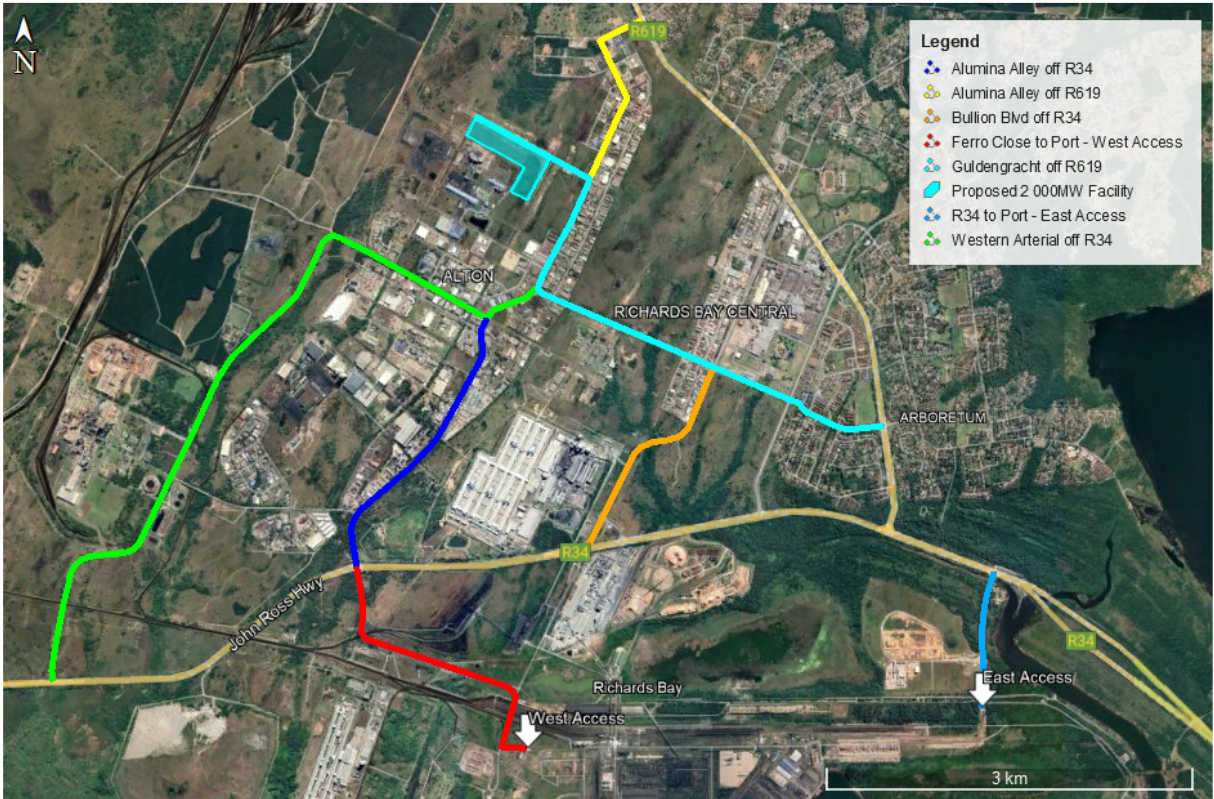 N
R619
Legend
Alumina Alley off R34
Alumina Alley off R619
Bullion Blvd off R34
Ferro Close to Port - West Access
Guldengracht off R619
Proposed 2 000MW Facility
R34 to Port - East Access
Western Arterial off R34
ALTON
RICHARDS BAY CENTRAL
ARBORETUM
R34
John Ross Hwy
R34
East Access
Richards Bay
West Access
3 km